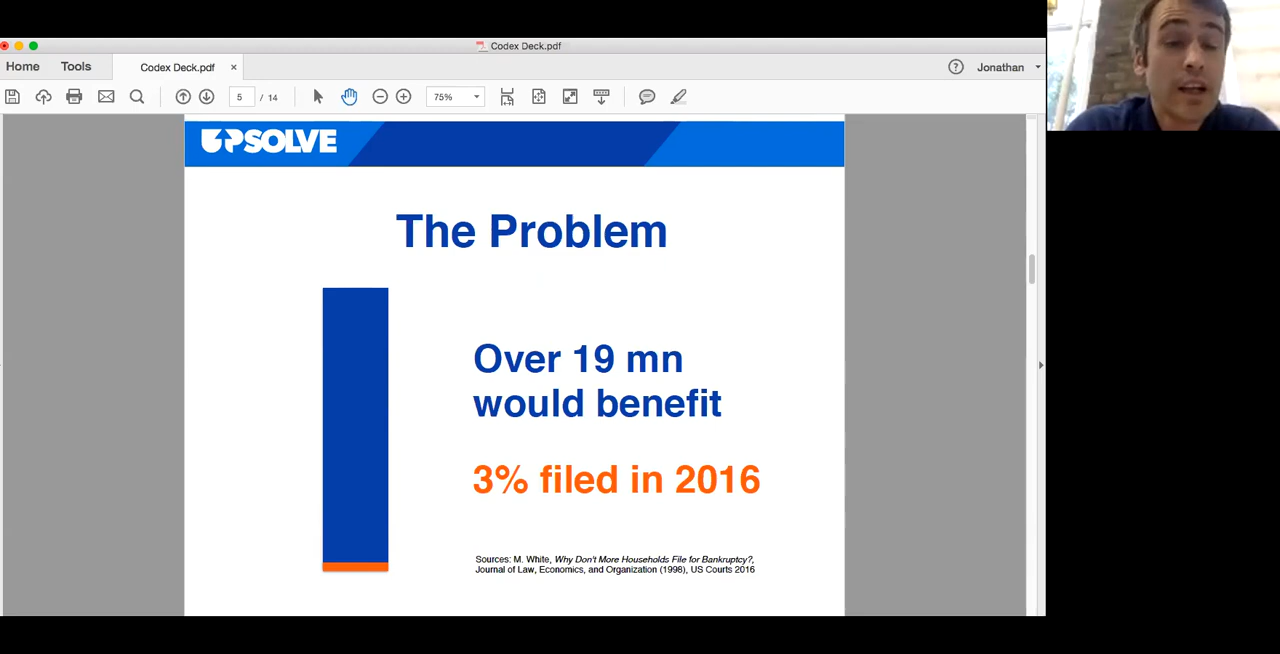 Codex Deck.pdf
Home
Tools
Codex Deck.pdf
×
Jonathan
5 / 14
75%
UPSOLVE
The Problem
Over 19 mn
would benefit
3% filed in 2016
Sources: M. White, Why Don't More Households File for Bankruptcy?,
Journal of Law, Economics, and Organization (1998), US Courts 2016